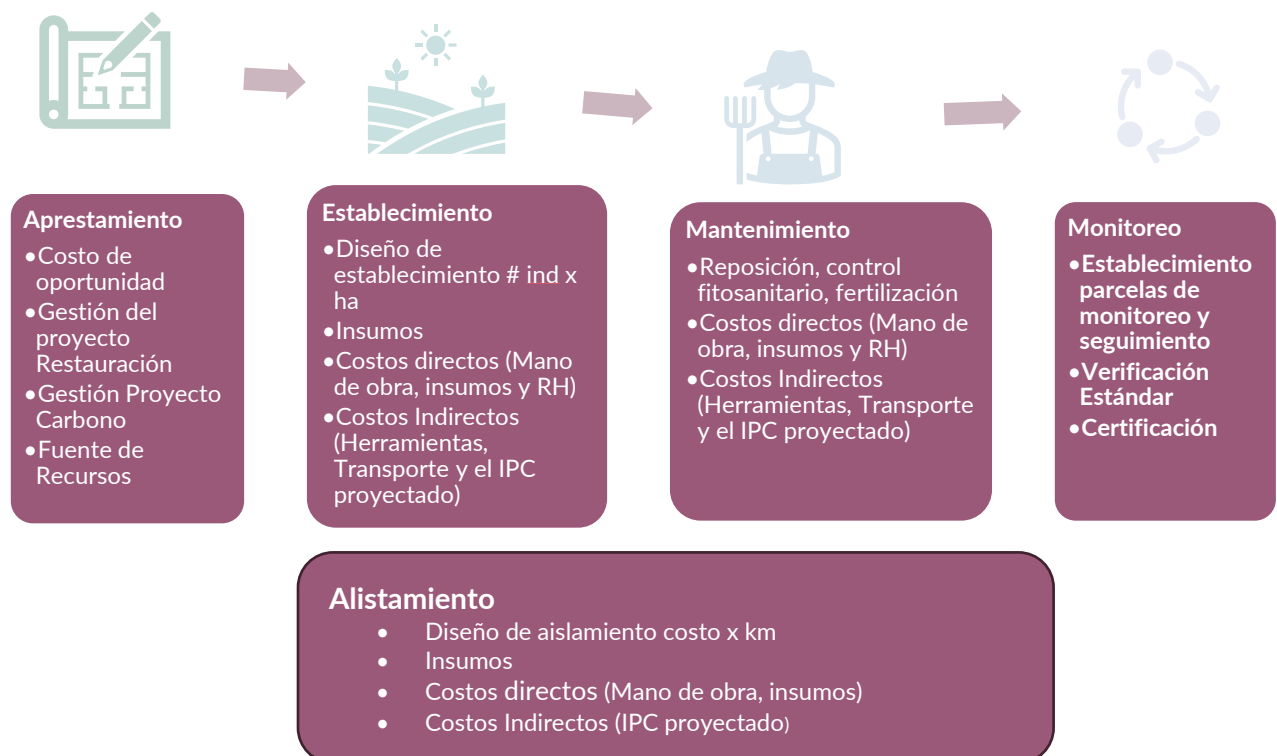 Aprestamiento
•Costo de
oportunidad
•Gestión del
proyecto
Restauración
•Gestión Proyecto
Carbono
•Fuente de
Recursos
Establecimiento
•Diseño de
establecimiento # ind x
ha
•Insumos
•Costos directos (Mano
de obra, insumos y RH)
•Costos Indirectos
(Herramientas,
Transporte y el IPC
proyectado)
Mantenimiento
•Reposición, control
fitosanitario, fertilización
•Costos directos (Mano de
obra, insumos y RH)
•Costos Indirectos
(Herramientas, Transporte
y el IPC proyectado)
Monitoreo
•Establecimiento
parcelas de
monitoreo y
seguimiento
•Verificación
Estándar
•Certificación
Alistamiento
• Diseño de aislamiento costo x km
• Insumos
• Costos directos (Mano de obra, insumos)
• Costos Indirectos (IPC proyectado)